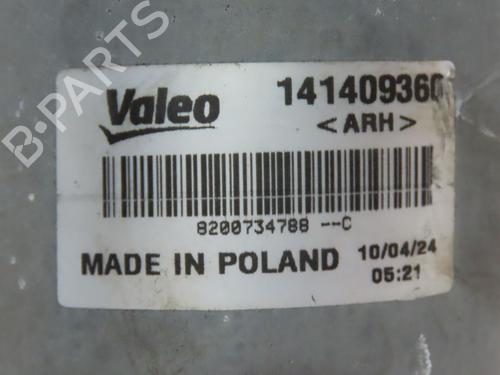 Valeo
141409360
<ARH>
8200734788 --C
MADE IN POLAND
10/04/24
05:21
B-PARTS